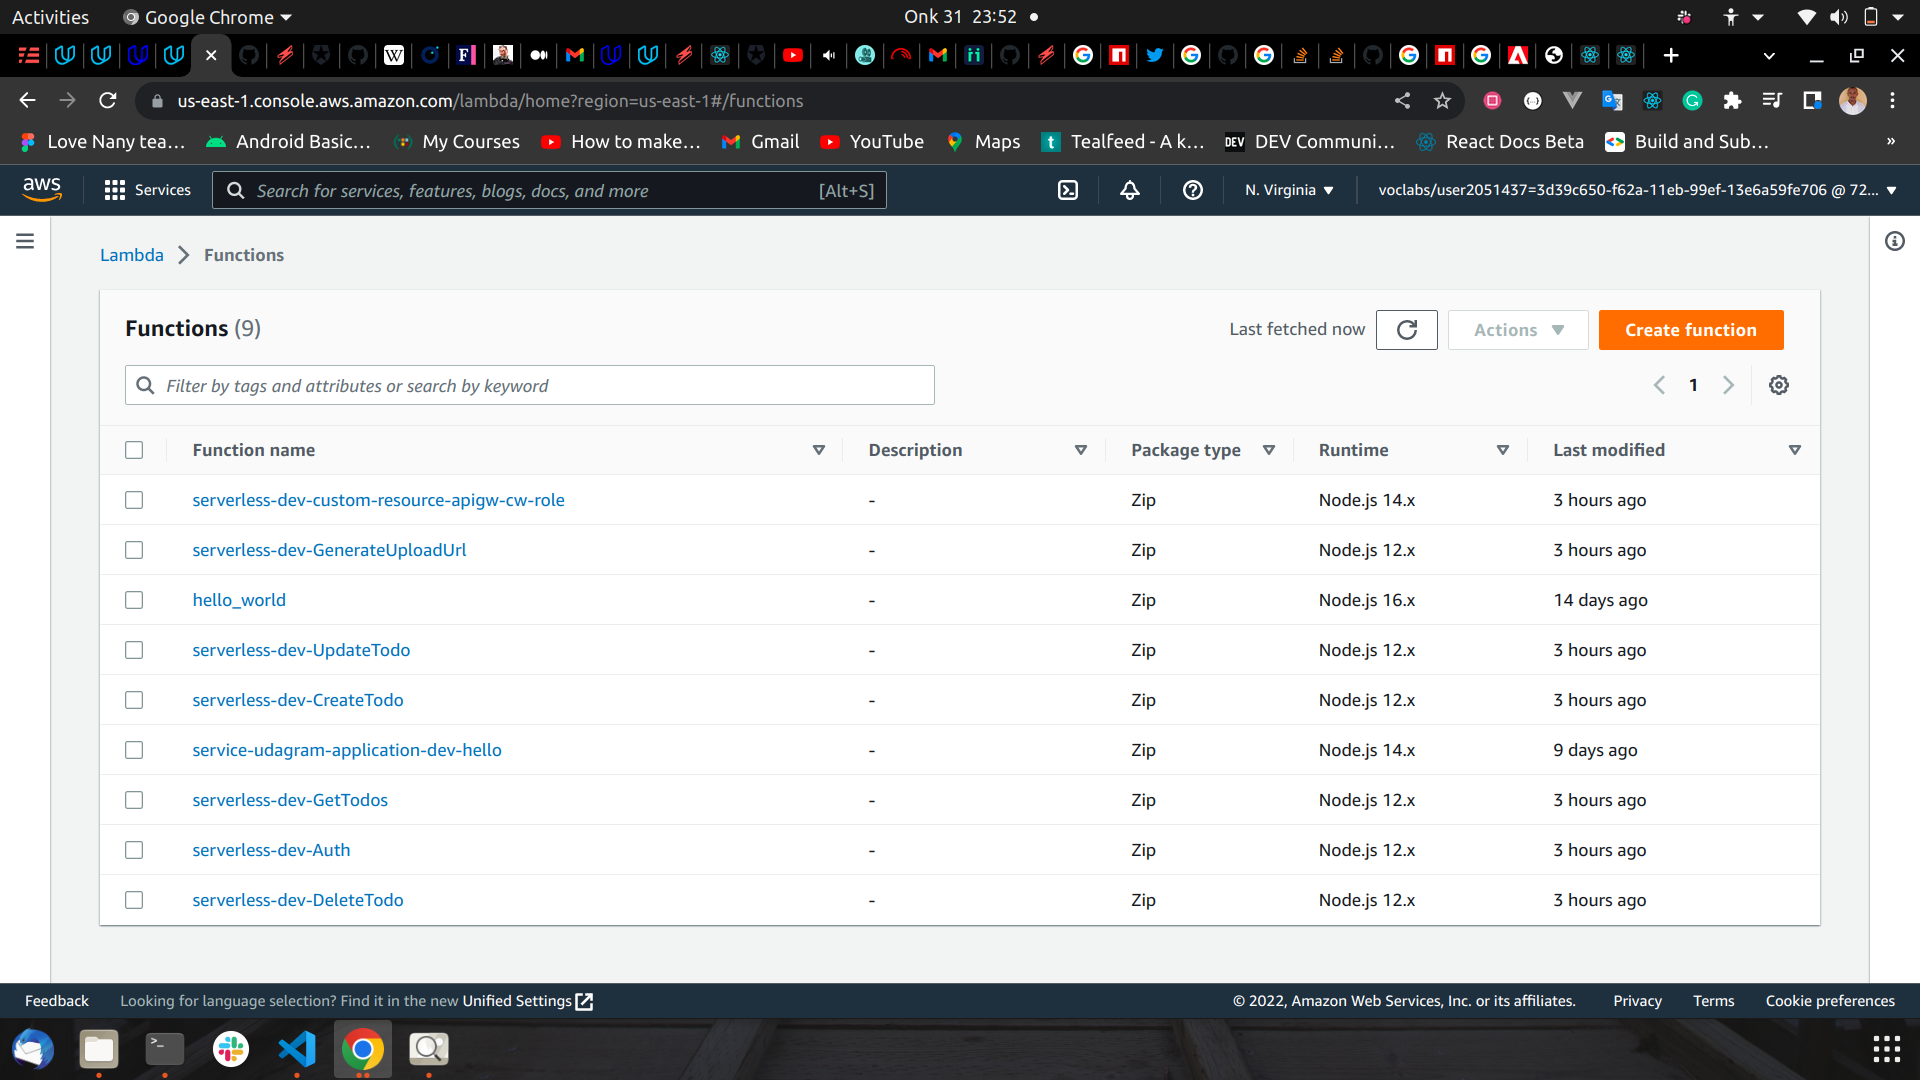 Activities Google Chrome Onk 31 23:52
us-east-1.console.aws.amazon.com/lambda/home?region=us-east-1#/functions
Love Nany tea… Android Basic… My Courses How to make… Gmail YouTube Maps Tealfeed - A k… DEV Communi… React Docs Beta Build and Sub… »
aws Services Search for services, features, blogs, docs, and more [Alt+S] N. Virginia voclabs/user2051437=3d39c650-f62a-11eb-99ef-13e6a59fe706 @ 72...
Lambda Functions
Functions (9) Last fetched now Actions Create function
Filter by tags and attributes or search by keyword 1
Function name Description Package type Runtime Last modified
serverless-dev-custom-resource-apigw-cw-role - Zip Node.js 14.x 3 hours ago
serverless-dev-GenerateUploadUrl - Zip Node.js 12.x 3 hours ago
hello_world - Zip Node.js 16.x 14 days ago
serverless-dev-UpdateTodo - Zip Node.js 12.x 3 hours ago
serverless-dev-CreateTodo - Zip Node.js 12.x 3 hours ago
service-udagram-application-dev-hello - Zip Node.js 14.x 9 days ago
serverless-dev-GetTodos - Zip Node.js 12.x 3 hours ago
serverless-dev-Auth - Zip Node.js 12.x 3 hours ago
serverless-dev-DeleteTodo - Zip Node.js 12.x 3 hours ago
Feedback Looking for language selection? Find it in the new Unified Settings © 2022, Amazon Web Services, Inc. or its affiliates. Privacy Terms Cookie preferences